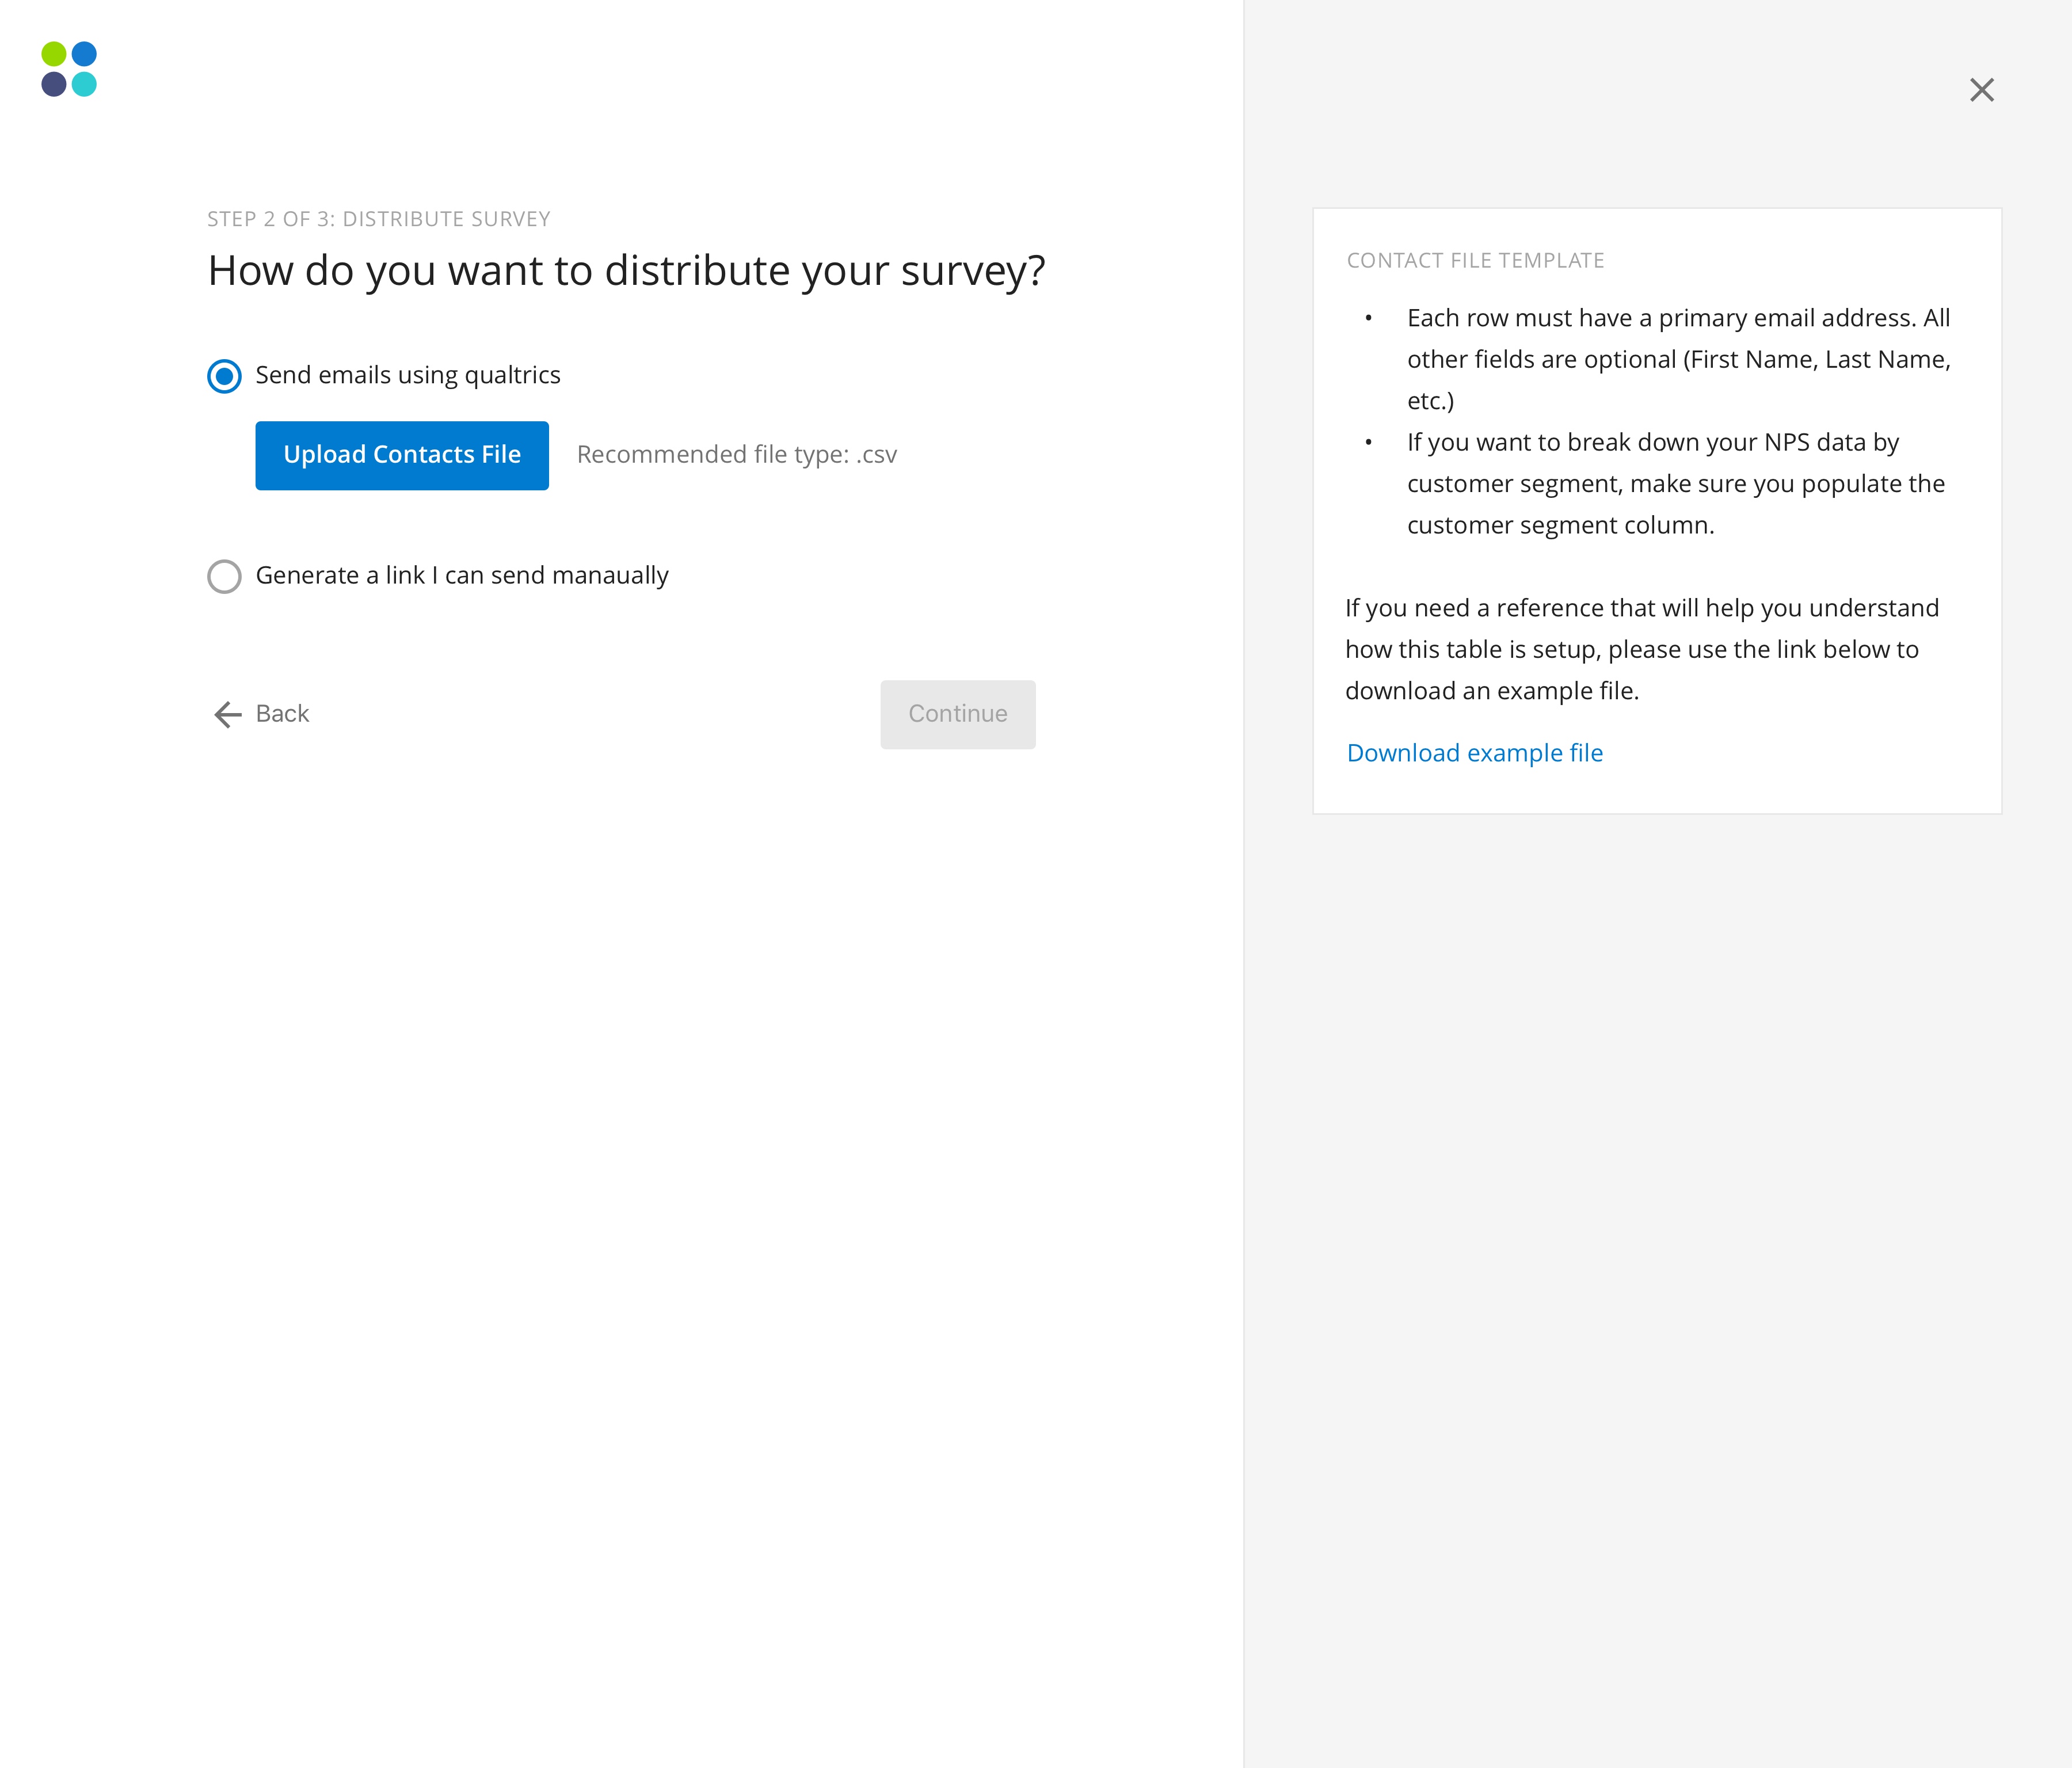 STEP 2 OF 3: DISTRIBUTE SURVEY
How do you want to distribute your survey?
Send emails using qualtrics
Upload Contacts File
Recommended file type: .csv
Generate a link I can send manaually
Back
Continue
CONTACT FILE TEMPLATE
• Each row must have a primary email address. All
other fields are optional (First Name, Last Name,
etc.)
• If you want to break down your NPS data by
customer segment, make sure you populate the
customer segment column.
If you need a reference that will help you understand
how this table is setup, please use the link below to
download an example file.
Download example file